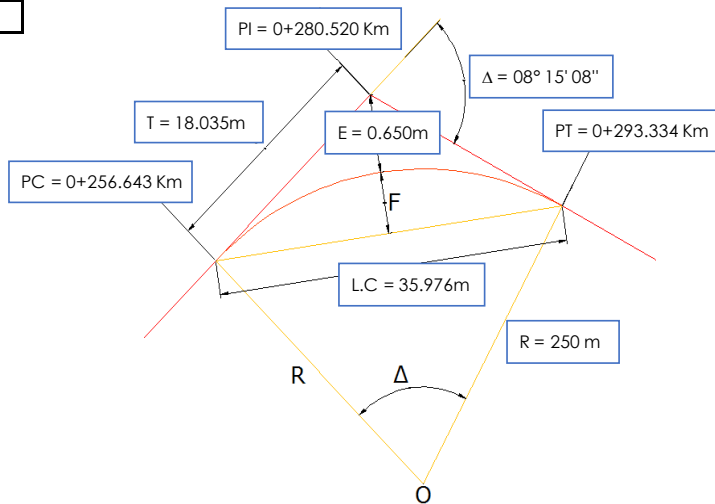 PI = 0+280.520 Km
Δ = 08° 15' 08''
T = 18.035m
E = 0.650m
PT = 0+293.334 Km
PC = 0+256.643 Km
F
L.C = 35.976m
R = 250 m
R
Δ
O